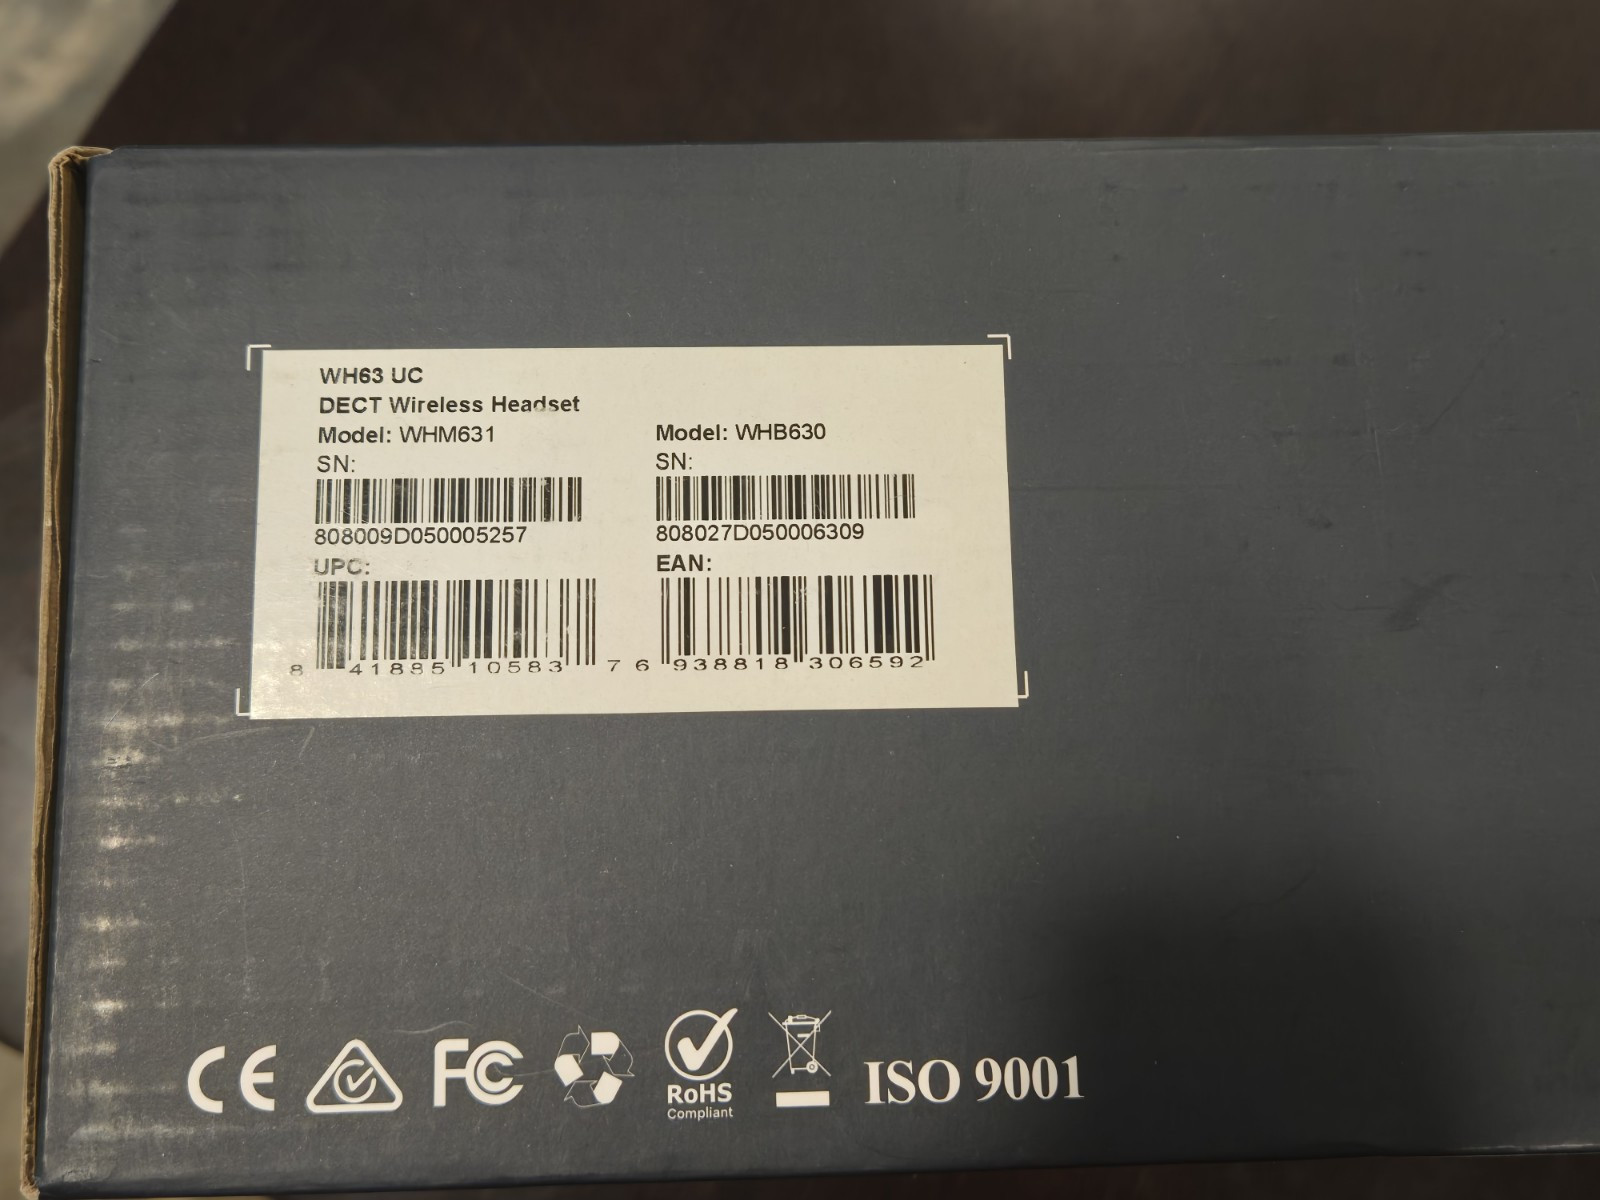 WH63 UC
DECT Wireless Headset
Model: WHM631
SN:
808009D050005257
UPC:
8 41885 10583 7
Model: WHB630
SN:
808027D050006309
EAN:
6 938818 306592
CE
FC
RoHS
Compliant
ISO 9001